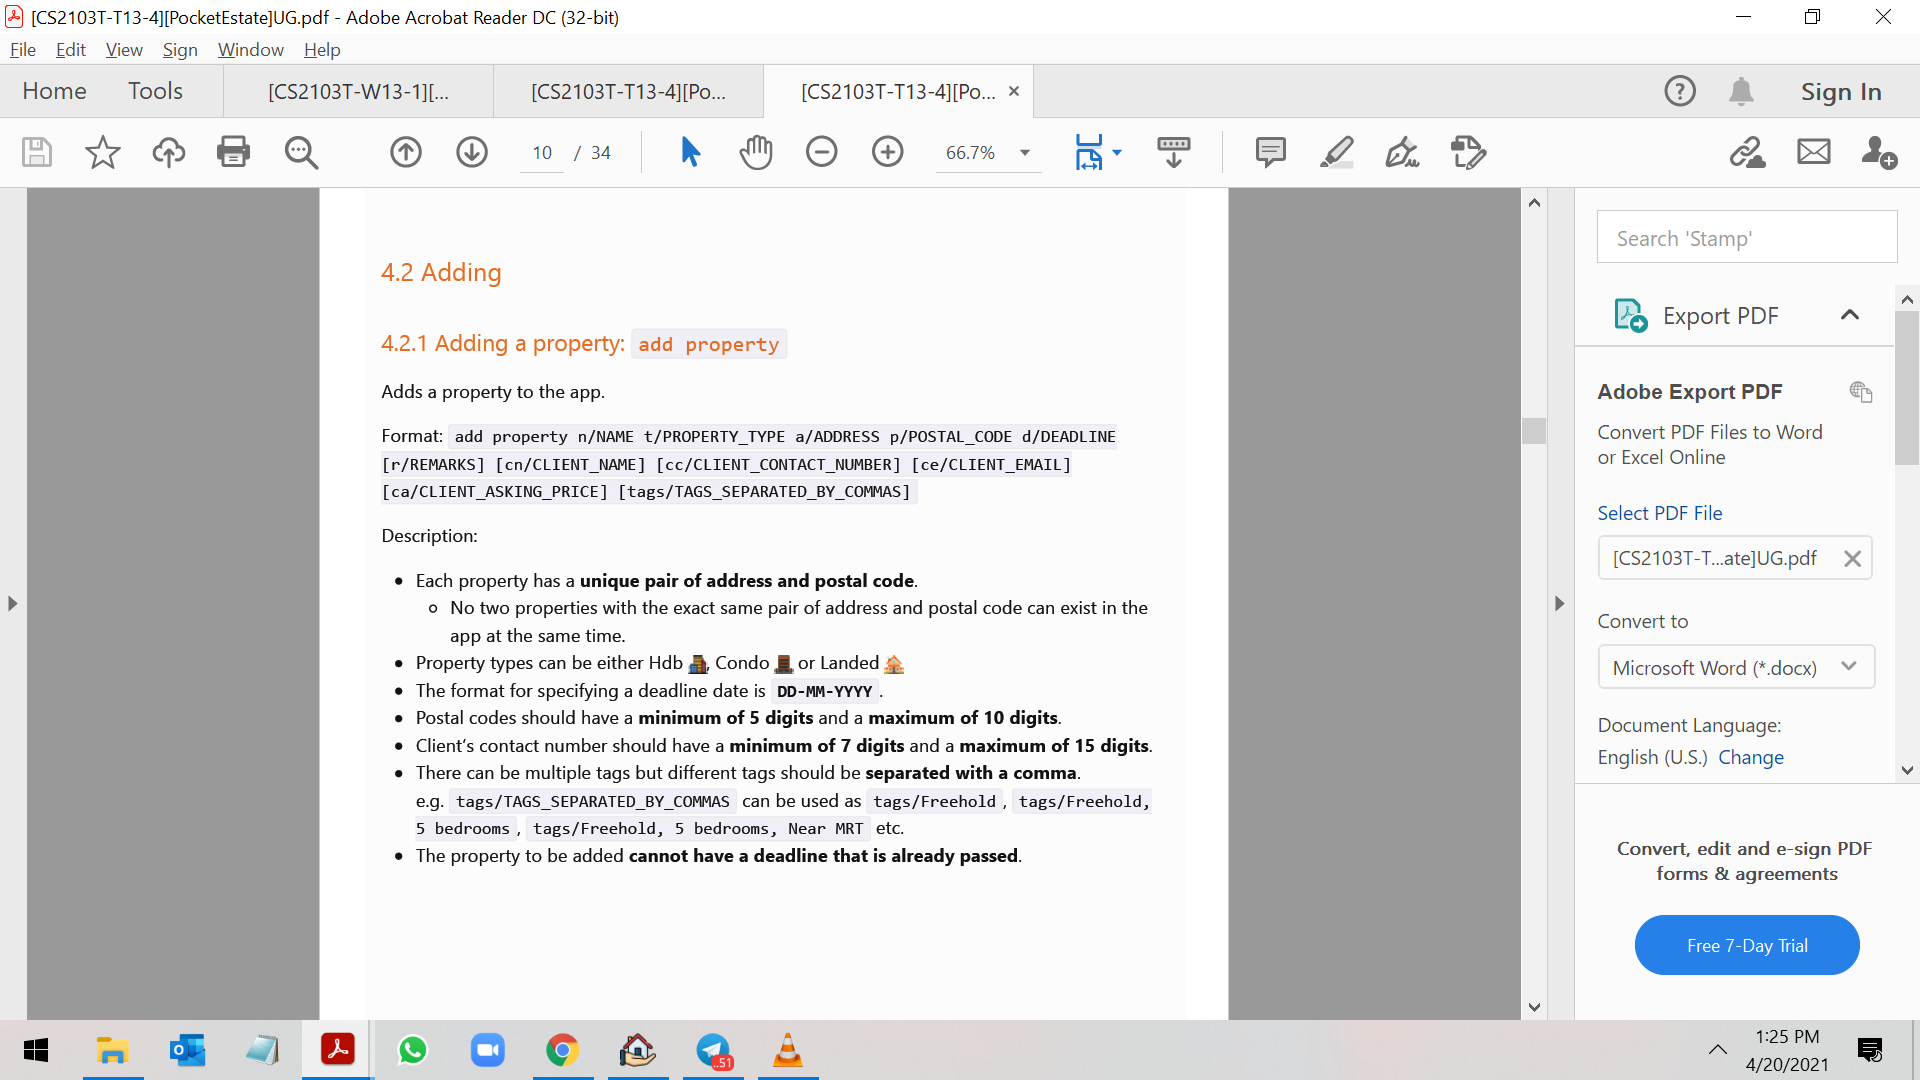 [CS2103T-T13-4][PocketEstate]UG.pdf - Adobe Acrobat Reader DC (32-bit)
File Edit View Sign Window Help
Home Tools [CS2103T-W13-1][... [CS2103T-T13-4][Po... [CS2103T-T13-4][Po... Sign In
10 / 34 66.7%
4.2 Adding
4.2.1 Adding a property: add property
Adds a property to the app.
Format: add property n/NAME t/PROPERTY_TYPE a/ADDRESS p/POSTAL_CODE d/DEADLINE
[r/REMARKS] [cn/CLIENT_NAME] [cc/CLIENT_CONTACT_NUMBER] [ce/CLIENT_EMAIL]
[ca/CLIENT_ASKING_PRICE] [tags/TAGS_SEPARATED_BY_COMMAS]
Description:
Each property has a unique pair of address and postal code.
No two properties with the exact same pair of address and postal code can exist in the
app at the same time.
Property types can be either Hdb , Condo or Landed
The format for specifying a deadline date is DD-MM-YYYY .
Postal codes should have a minimum of 5 digits and a maximum of 10 digits.
Client's contact number should have a minimum of 7 digits and a maximum of 15 digits.
There can be multiple tags but different tags should be separated with a comma.
e.g. tags/TAGS_SEPARATED_BY_COMMAS can be used as tags/Freehold , tags/Freehold,
5 bedrooms , tags/Freehold, 5 bedrooms, Near MRT etc.
The property to be added cannot have a deadline that is already passed.
Search 'Stamp'
Export PDF
Adobe Export PDF
Convert PDF Files to Word
or Excel Online
Select PDF File
[CS2103T-T...ate]UG.pdf
Convert to
Microsoft Word (*.docx)
Document Language:
English (U.S.) Change
Convert, edit and e-sign PDF
forms & agreements
Free 7-Day Trial
..51
1:25 PM
4/20/2021